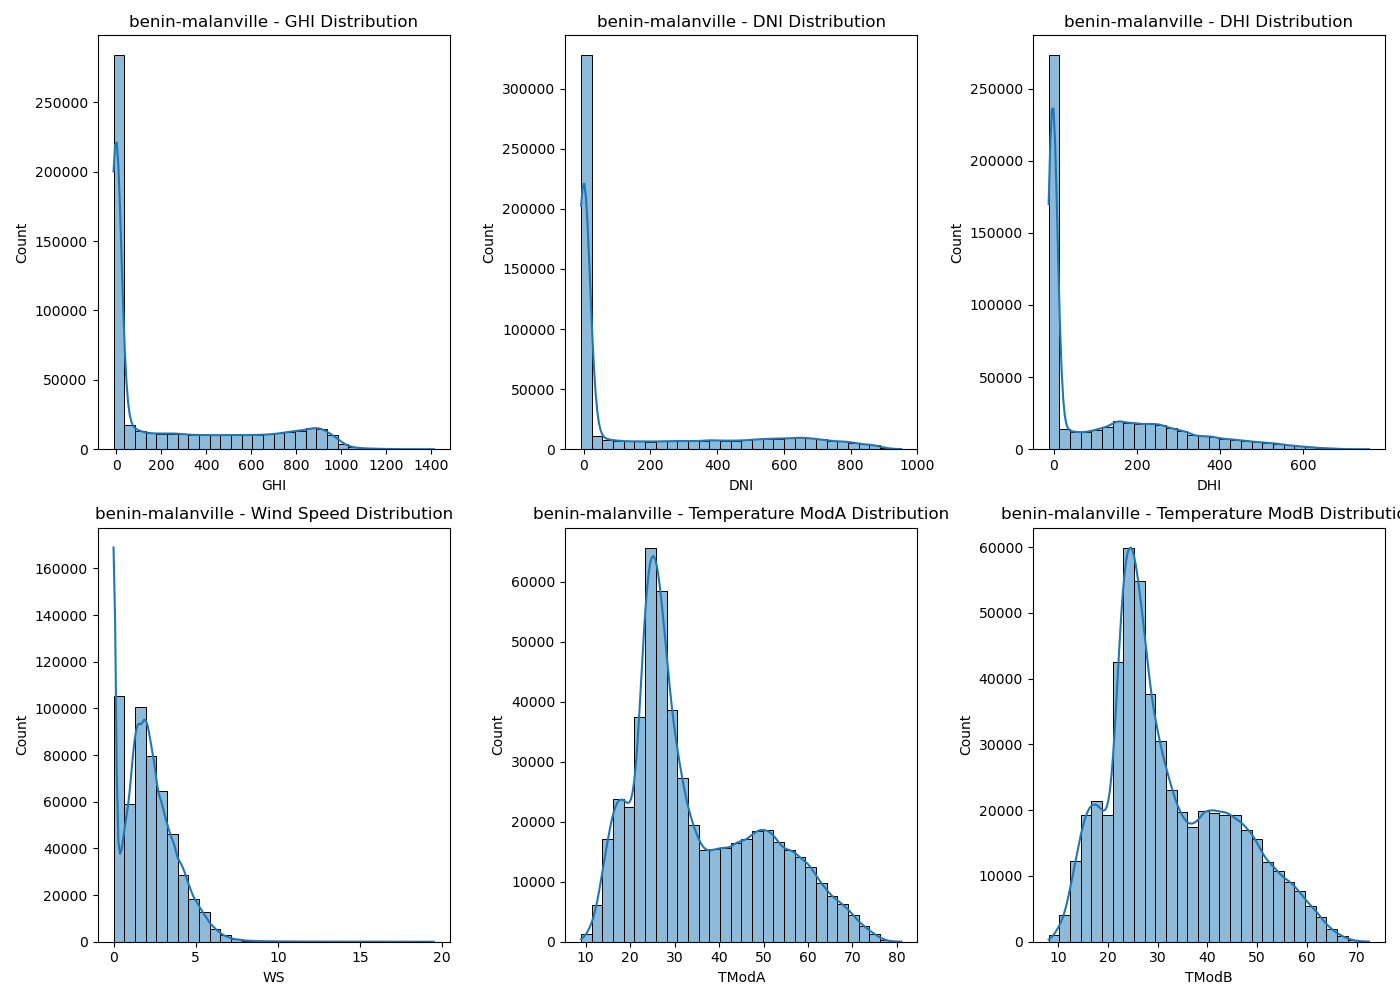 benin-malanville - GHI Distribution
Count
250000
200000
150000
100000
50000
0
0 200 400 600 800 1000 1200 1400
GHI
benin-malanville - DNI Distribution
Count
300000
250000
200000
150000
100000
50000
0
0 200 400 600 800 1000
DNI
benin-malanville - DHI Distribution
Count
250000
200000
150000
100000
50000
0
0 200 400 600
DHI
benin-malanville - Wind Speed Distribution
Count
160000
140000
120000
100000
80000
60000
40000
20000
0
0 5 10 15 20
WS
benin-malanville - Temperature ModA Distribution
Count
60000
50000
40000
30000
20000
10000
0
10 20 30 40 50 60 70 80
TModA
benin-malanville - Temperature ModB Distributio
Count
60000
50000
40000
30000
20000
10000
0
10 20 30 40 50 60 70
TModB